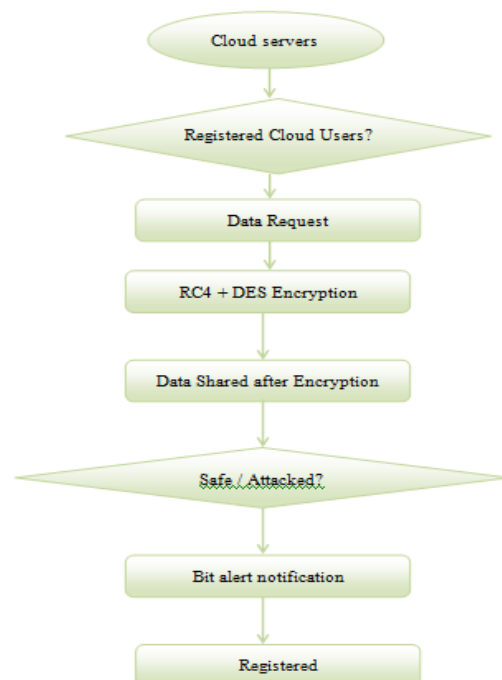 Cloud servers
Registered Cloud Users?
Data Request
RC4 + DES Encryption
Data Shared after Encryption
Safe / Attacked?
Bit alert notification
Registered